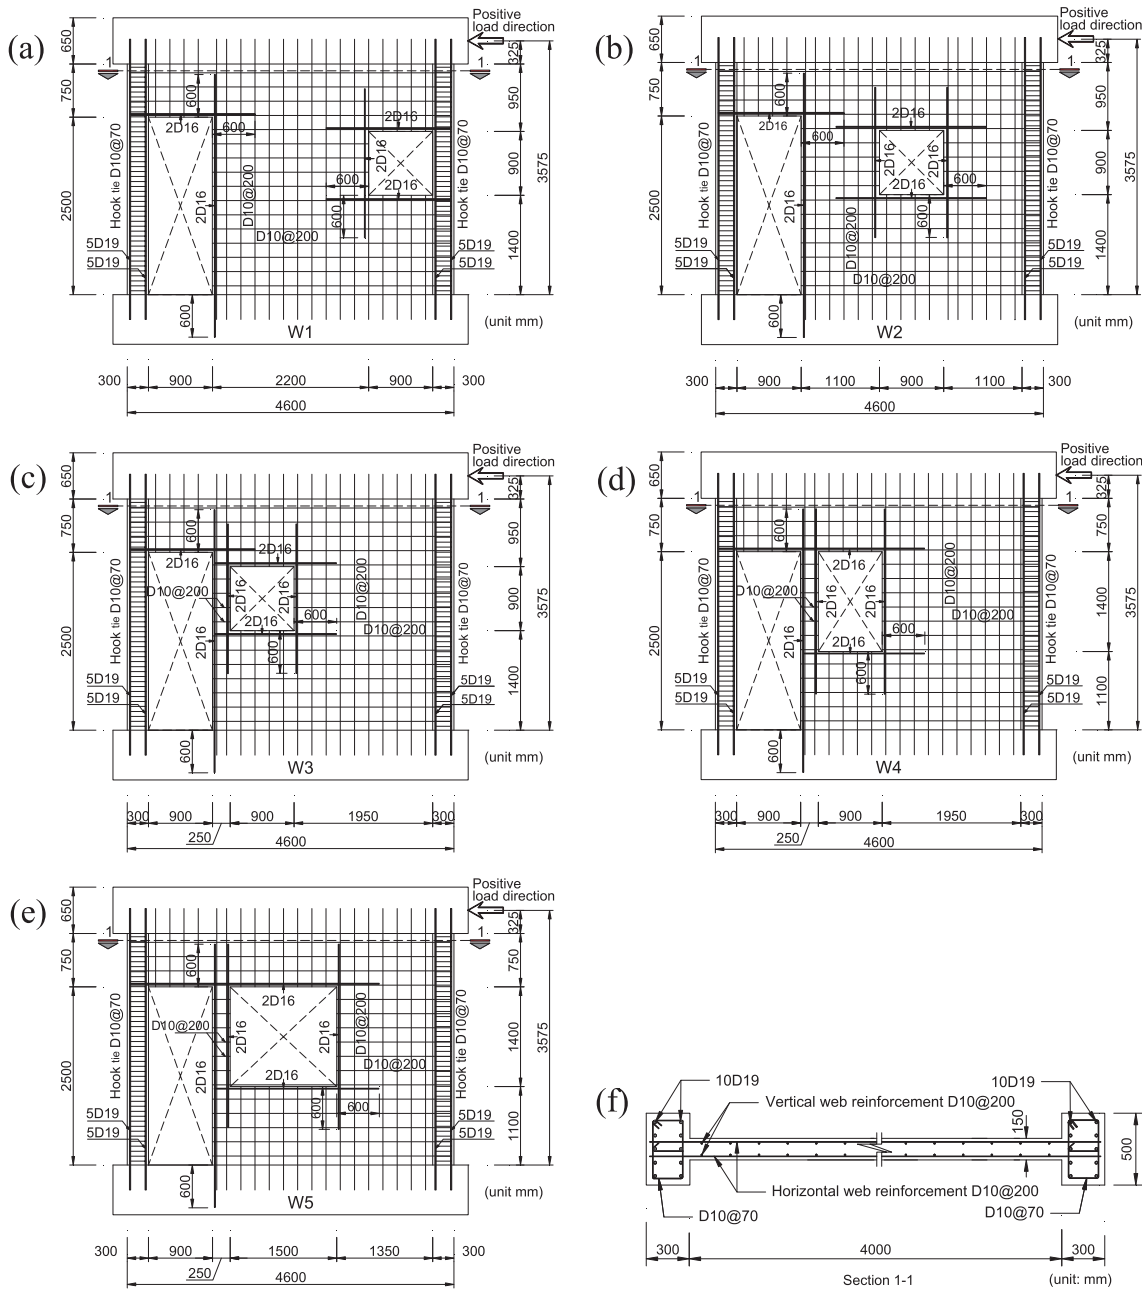 (a)
Positive
load direction
650
325
1
1
750
600
950
2D16
2D16
600
Hook tie D10@70
Hook tie D10@70
2D16
900
3575
600
2D16
2500
2D16
D10@200
600
D10@200
1400
5D19
5D19
5D19
5D19
600
W1
(unit mm)
300
900
2200
900
300
4600
(b)
Positive
load direction
650
325
1
1
750
600
950
2D16
2D16
600
Hook tie D10@70
Hook tie D10@70
2D16
2D16
900
3575
600
2D16
2500
2D16
600
D10@200
1400
5D19
5D19
5D19
5D19
D10@200
600
W2
(unit mm)
300
900
1100
900
1100
300
4600
(c)
Positive
load direction
650
325
1
1
750
600
950
2D16
2D16
Hook tie D10@70
Hook tie D10@70
D10@200
2D16
2D16
D10@200
900
3575
2D16
600
D10@200
2500
2D16
600
1400
5D19
5D19
5D19
5D19
600
W3
(unit mm)
300
900
900
1950
300
250
4600
(d)
Positive
load direction
650
325
1
1
750
600
750
2D16
2D16
Hook tie D10@70
Hook tie D10@70
D10@200
2D16
2D16
D10@200
1400
3575
D10@200
600
2D16
2500
2D16
600
1100
5D19
5D19
5D19
5D19
600
W4
(unit mm)
300
900
900
1950
300
250
4600
(e)
Positive
load direction
650
325
1
1
750
600
750
2D16
Hook tie D10@70
Hook tie D10@70
D10@200
2D16
2D16
D10@200
1400
3575
D10@200
2D16
2500
2D16
600
600
1100
5D19
5D19
5D19
5D19
600
W5
(unit mm)
300
900
1500
1350
300
250
4600
(f)
10D19
10D19
Vertical web reinforcement D10@200
150
500
Horizontal web reinforcement D10@200
D10@70
D10@70
300
4000
300
Section 1-1
(unit: mm)